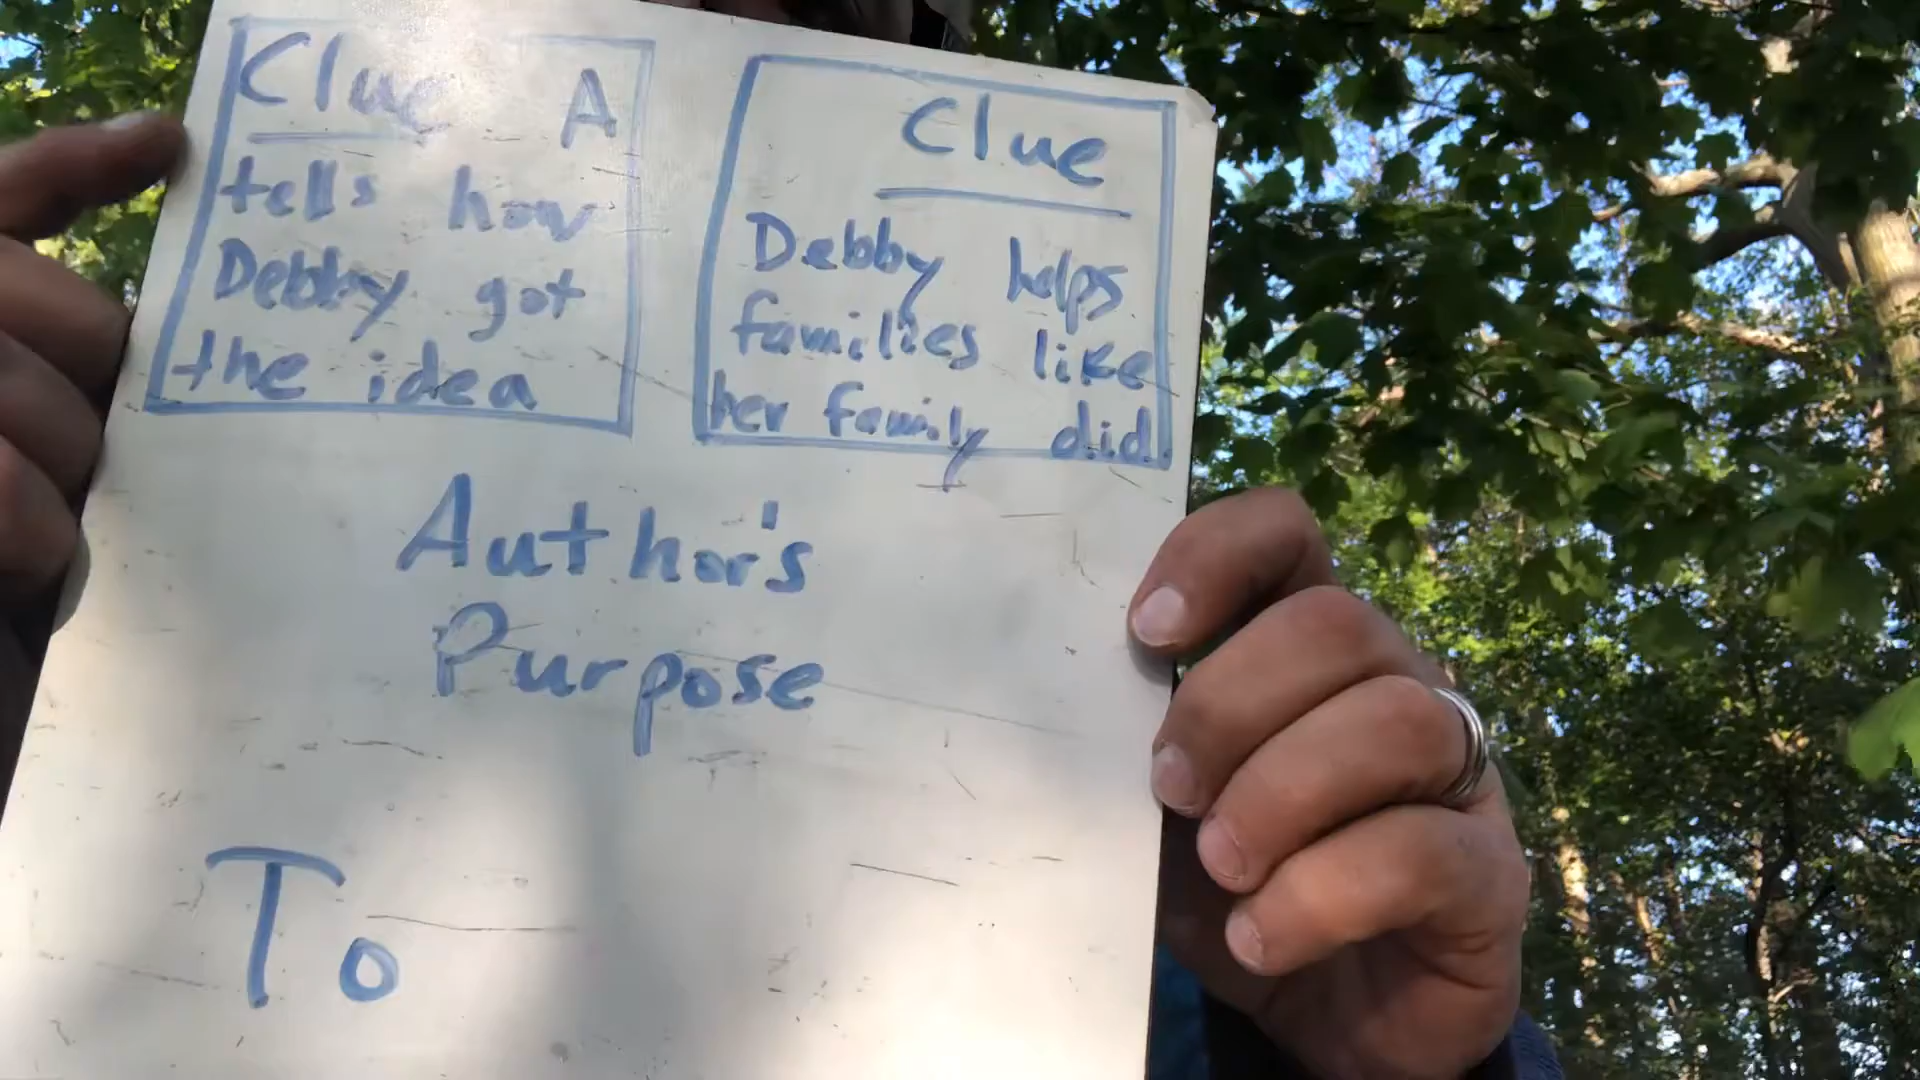 Clue A
tells how
Debby got
the idea
Clue
Debby helps
families like
her family did.
Author's
Purpose
To